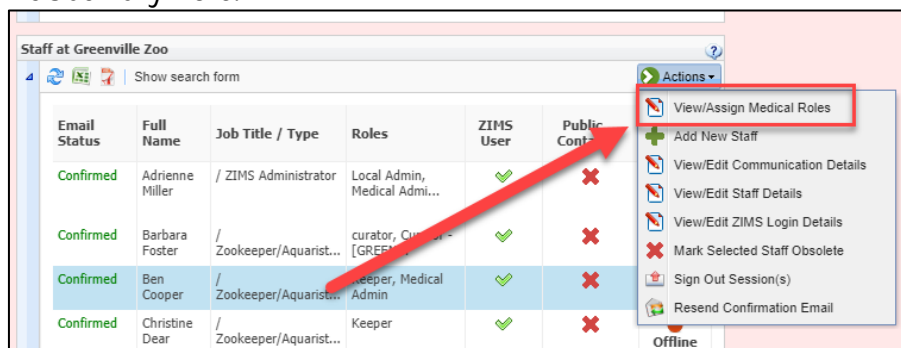 Staff at Greenville Zoo
Show search form
Actions
Email Status
Full Name
Job Title / Type
Roles
ZIMS User
Public
View/Assign Medical Roles
Add New Staff
View/Edit Communication Details
View/Edit Staff Details
View/Edit ZIMS Login Details
Mark Selected Staff Obsolete
Sign Out Session(s)
Resend Confirmation Email
Confirmed
Adrienne Miller
/ ZIMS Administrator
Local Admin, Medical Admi...
Confirmed
Barbara Foster
/ Zookeeper/Aquarist...
curator,
Confirmed
Ben Cooper
/ Zookeeper/Aquarist...
Keeper, Medical Admin
Confirmed
Christine Dear
/ Zookeeper/Aquarist...
Keeper
Offline